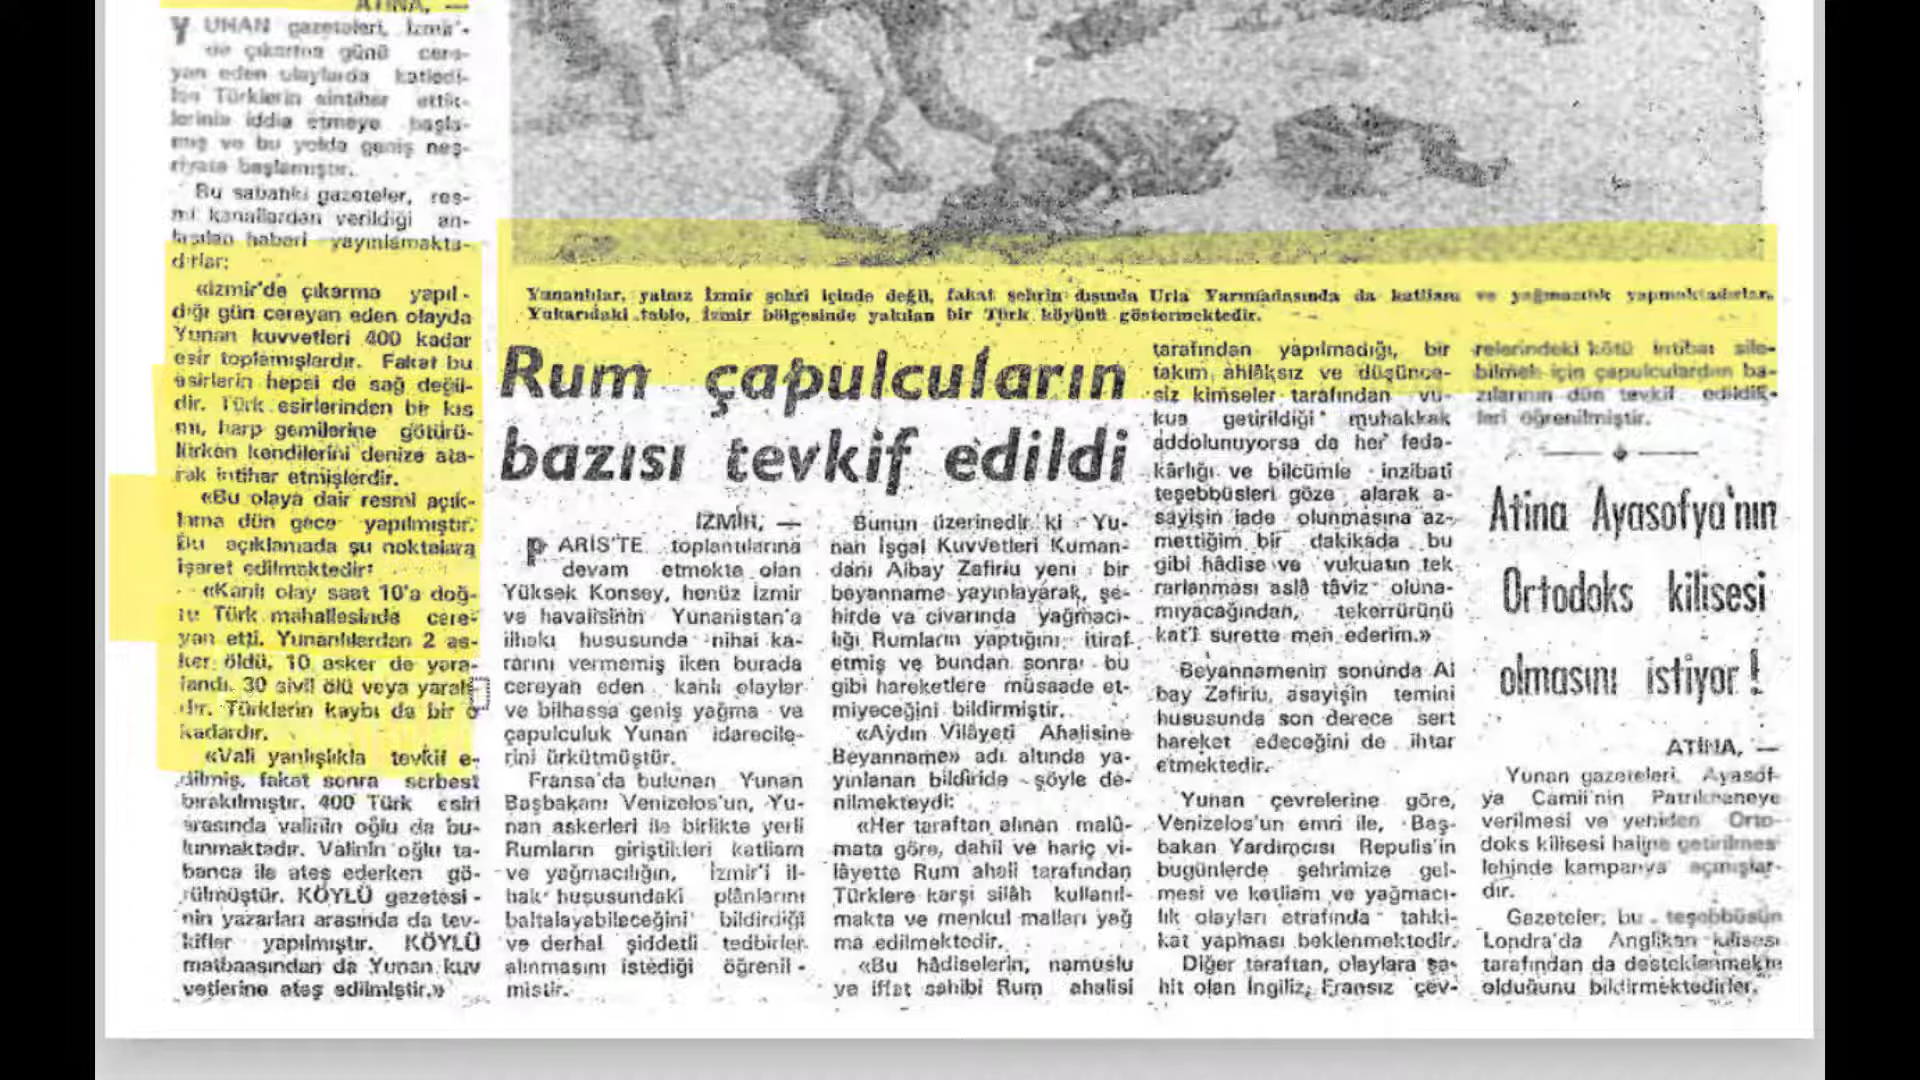 ATİNA, —
YUNAN gazeteleri, İzmir'-
de çıkarma günü cere-
yan eden olaylarda katledi-
len Türklerin «intihar ettik-
lerini» iddia etmeye başla-
mış ve bu yolda geniş neş-
riyata başlamıştır.
Bu sabahki gazeteler, res-
mi kanallardan verildiği an-
laşılan haberi yayınlamakta-
dırlar:
«İzmir'de çıkarma yapıl-
dığı gün cereyan eden olayda
Yunan kuvvetleri 400 kadar
esir toplamışlardır. Fakat bu
esirlerin hepsi de sağ değil-
dir. Türk esirlerinden bir kıs
mı, harp gemilerine götürü-
lürken kendilerini denize ata-
rak intihar etmişlerdir.
«Bu olaya dair resmi açık-
lama dün gece yapılmıştır.
Bu açıklamada şu noktalara
işaret edilmektedir:
«Kanlı olay saat 10'a doğ-
ru Türk mahallesinde cere-
yan etti. Yunanlılardan 2 as-
ker öldü, 10 asker de yara-
landı. 30 sivil ölü veya yaralı-
dır. Türklerin kaybı da bir o
kadardır.
«Vali yanlışlıkla tevkif e-
dilmiş, fakat sonra serbest
bırakılmıştır. 400 Türk esiri
arasında valinin oğlu da bu-
lunmaktadır. Valinin oğlu ta-
banca ile ateş ederken gö-
rülmüştür. KÖYLÜ gazetesi-
nin yazarları arasında da tev-
kifler yapılmıştır. KÖYLÜ
matbaasından da Yunan kuv
vetlerine ateş edilmiştir.»
Yunanlılar, yalnız İzmir şehri içinde değil, fakat şehrin dışında Urla Yarımadasında da katliam ve yağmacılık yapmaktadırlar.
Yukarıdaki tablo, İzmir bölgesinde yakılan bir Türk köyünü göstermektedir.
Rum çapulcuların
bazısı tevkif edildi
İZMİR, —
PARİS'TE toplantılarına
devam etmekte olan
Yüksek Konsey, henüz İzmir
ve havalisinin Yunanistan'a
ilhakı hususunda nihai ka-
rarını vermemiş iken burada
cereyan eden kanlı olaylar
ve bilhassa geniş yağma ve
çapulculuk Yunan idarecile-
rini ürkütmüştür.
Fransa'da bulunan Yunan
Başbakanı Venizelos'un, Yu-
nan askerleri ile birlikte yerli
Rumların giriştikleri katliam
ve yağmacılığın, İzmir'i il-
hak hususundaki plânlarını
baltalayabileceğini bildirdiği
ve derhal şiddetli tedbirler
alınmasını istediği öğrenil-
miştir.
Bunun üzerinedir ki Yu-
nan İşgal Kuvvetleri Kuman-
danı Albay Zafiriu yeni bir
beyanname yayınlayarak, şe-
hirde ve civarında yağmacı-
lığı Rumların yaptığını itiraf
etmiş ve bundan sonra bu
gibi hareketlere müsaade et-
miyeceğini bildirmiştir.
«Aydın Vilâyeti Ahalisine
Beyanname» adı altında ya-
yınlanan bildiride şöyle de-
nilmekteydi:
«Her taraftan alınan malû-
mata göre, dahil ve hariç vi-
lâyette Rum ahali tarafından
Türklere karşı silâh kullanıl-
makta ve menkul malları yağ
ma edilmektedir.
«Bu hâdiselerin, namuslu
ve iffet sahibi Rum ahalisi
tarafından yapılmadığı, bir
takım ahlâksız ve düşünce-
siz kimseler tarafından vu-
kua getirildiği muhakkak
addolunuyorsa da her feda-
kârlığı ve bilcümle inzibatî
teşebbüsleri göze alarak a-
sayişin iade olunmasına az-
mettiğim bir dakikada bu
gibi hâdise ve vukuatın tek
rarlanması aslâ tâviz oluna-
mıyacağından, tekerrürünü
kat'î surette men ederim.»
Beyannamenin sonunda Al
bay Zafiriu, asayişin temini
hususunda son derece sert
hareket edeceğini de ihtar
etmektedir.
Yunan çevrelerine göre,
Venizelos'un emri ile, Baş-
bakan Yardımcısı Repulis'in
bugünlerde şehrimize gel-
mesi ve katliam ve yağmacı-
lık olayları etrafında tahki-
kat yapması beklenmektedir.
Diğer taraftan, olaylara şa-
hit olan İngiliz, Fransız çev-
relerindeki kötü intibaı sile-
bilmek için çapulculardan ba-
zılarının dün tevkif edildik-
leri öğrenilmiştir.
Atina Ayasofya'nın
Ortodoks kilisesi
olmasını istiyor!
ATİNA, —
Yunan gazeteleri, Ayasof-
ya Camii'nin Patrikhaneye
verilmesi ve yeniden Orto-
doks kilisesi haline getirilmesi
lehinde kampanya açmışlar-
dır.
Gazeteler, bu teşebbüsün
Londra'da Anglikan kilisesi
tarafından da desteklenmekte
olduğunu bildirmektedirler.